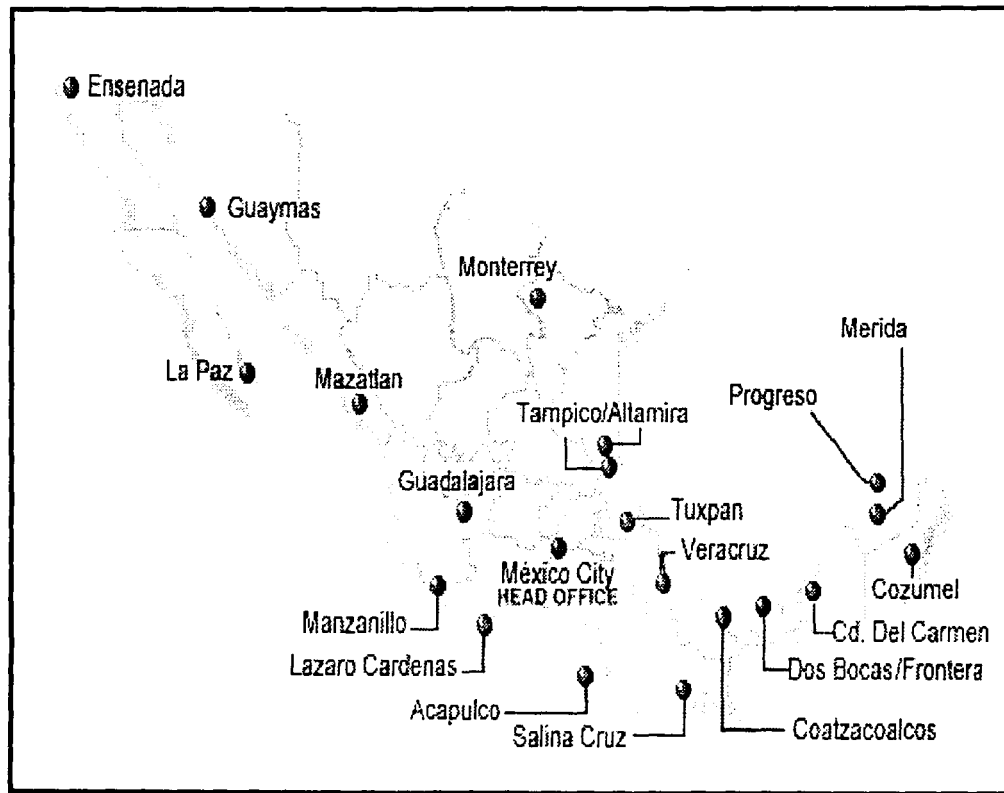 Ensenada
Guaymas
Monterrey
Merida
La Paz
Mazatlan
Progreso
Tampico/Altamira
Guadalajara
Tuxpan
Veracruz
México City
HEAD OFFICE
Cozumel
Manzanillo
Cd. Del Carmen
Lazaro Cardenas
Dos Bocas/Frontera
Acapulco
Salina Cruz
Coatzacoalcos